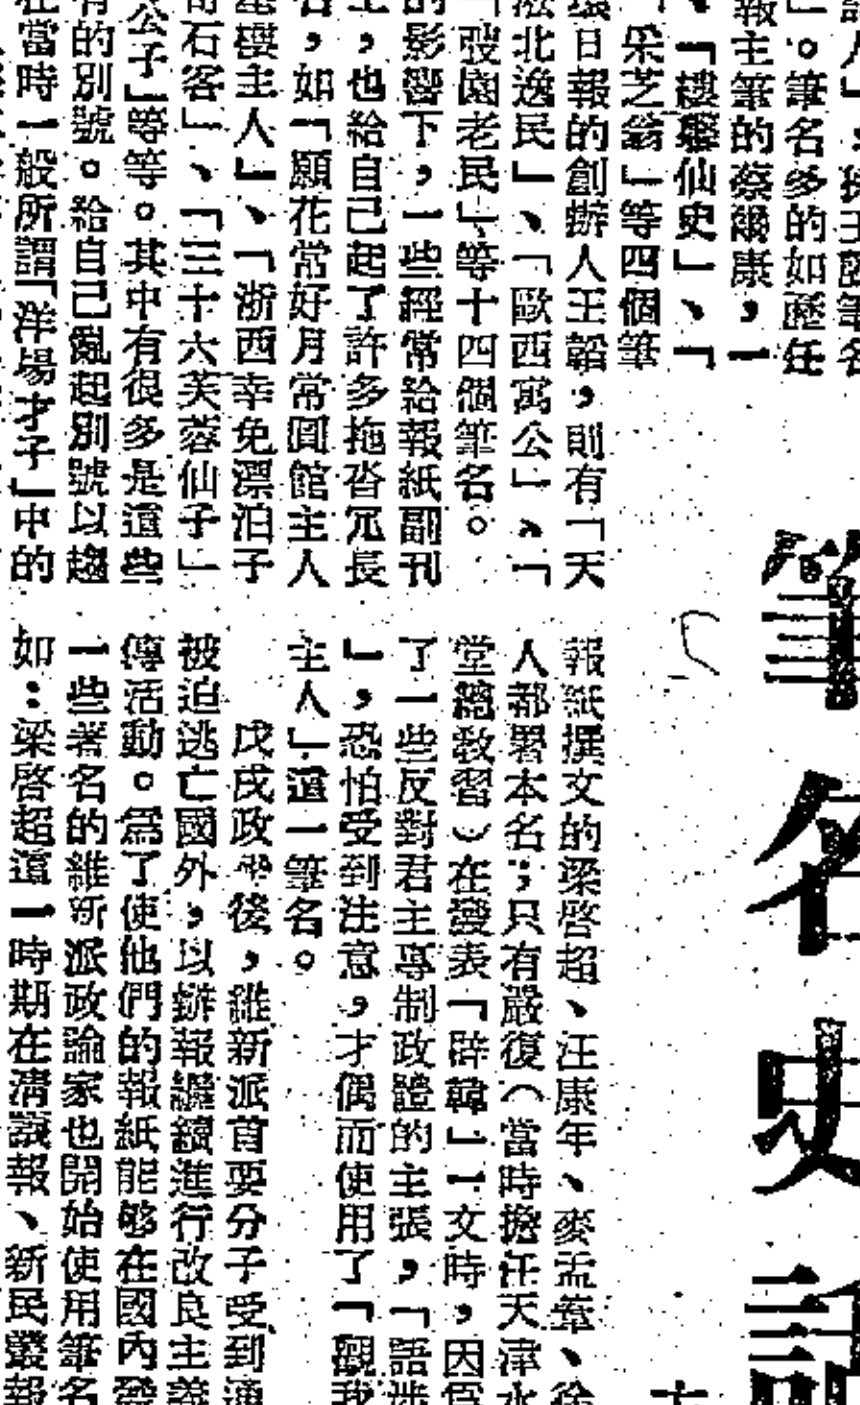 筆名史話
報主筆的蔡爾康，一
」。筆名多的如歷任
、「縷馨仙史」、「
「采芝翁」等四個筆
環日報的創辦人王韜，則有「天
淞北逸民」、「歐西寓公」、「
「弢園老民」等十四個筆名。
的影響下，一些經常給報紙副刊
，也給自己起了許多拖沓冗長
名，如「願花常好月常圓館主人
樓主人」、「浙西幸免漂泊子
奇石客」、「三十六芙蓉仙子」
公子」等等。其中有很多是這些
有的別號。給自己亂起別號以趨
在當時一般所謂「洋場才子」中的
報紙撰文的梁啓超、汪康年、麥孟華、徐
人都署本名；只有嚴復（當時擔任天津水
堂總教習）在發表「辟韓」一文時，因爲
了一些反對君主專制政體的主張，「語涉
」，恐怕受到注意，才偶而使用了「觀我
主人」這一筆名。
戊戌政變後，維新派首要分子受到通
被迫逃亡國外，以辦報繼續進行改良主義
傳活動。爲了使他們的報紙能够在國內發
一些著名的維新派政論家也開始使用筆名
如：梁啓超這一時期在清議報、新民叢報